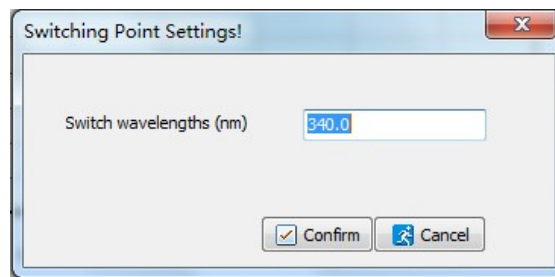 Switching Point Settings!
Switch wavelengths (nm) 340.0
Confirm Cancel